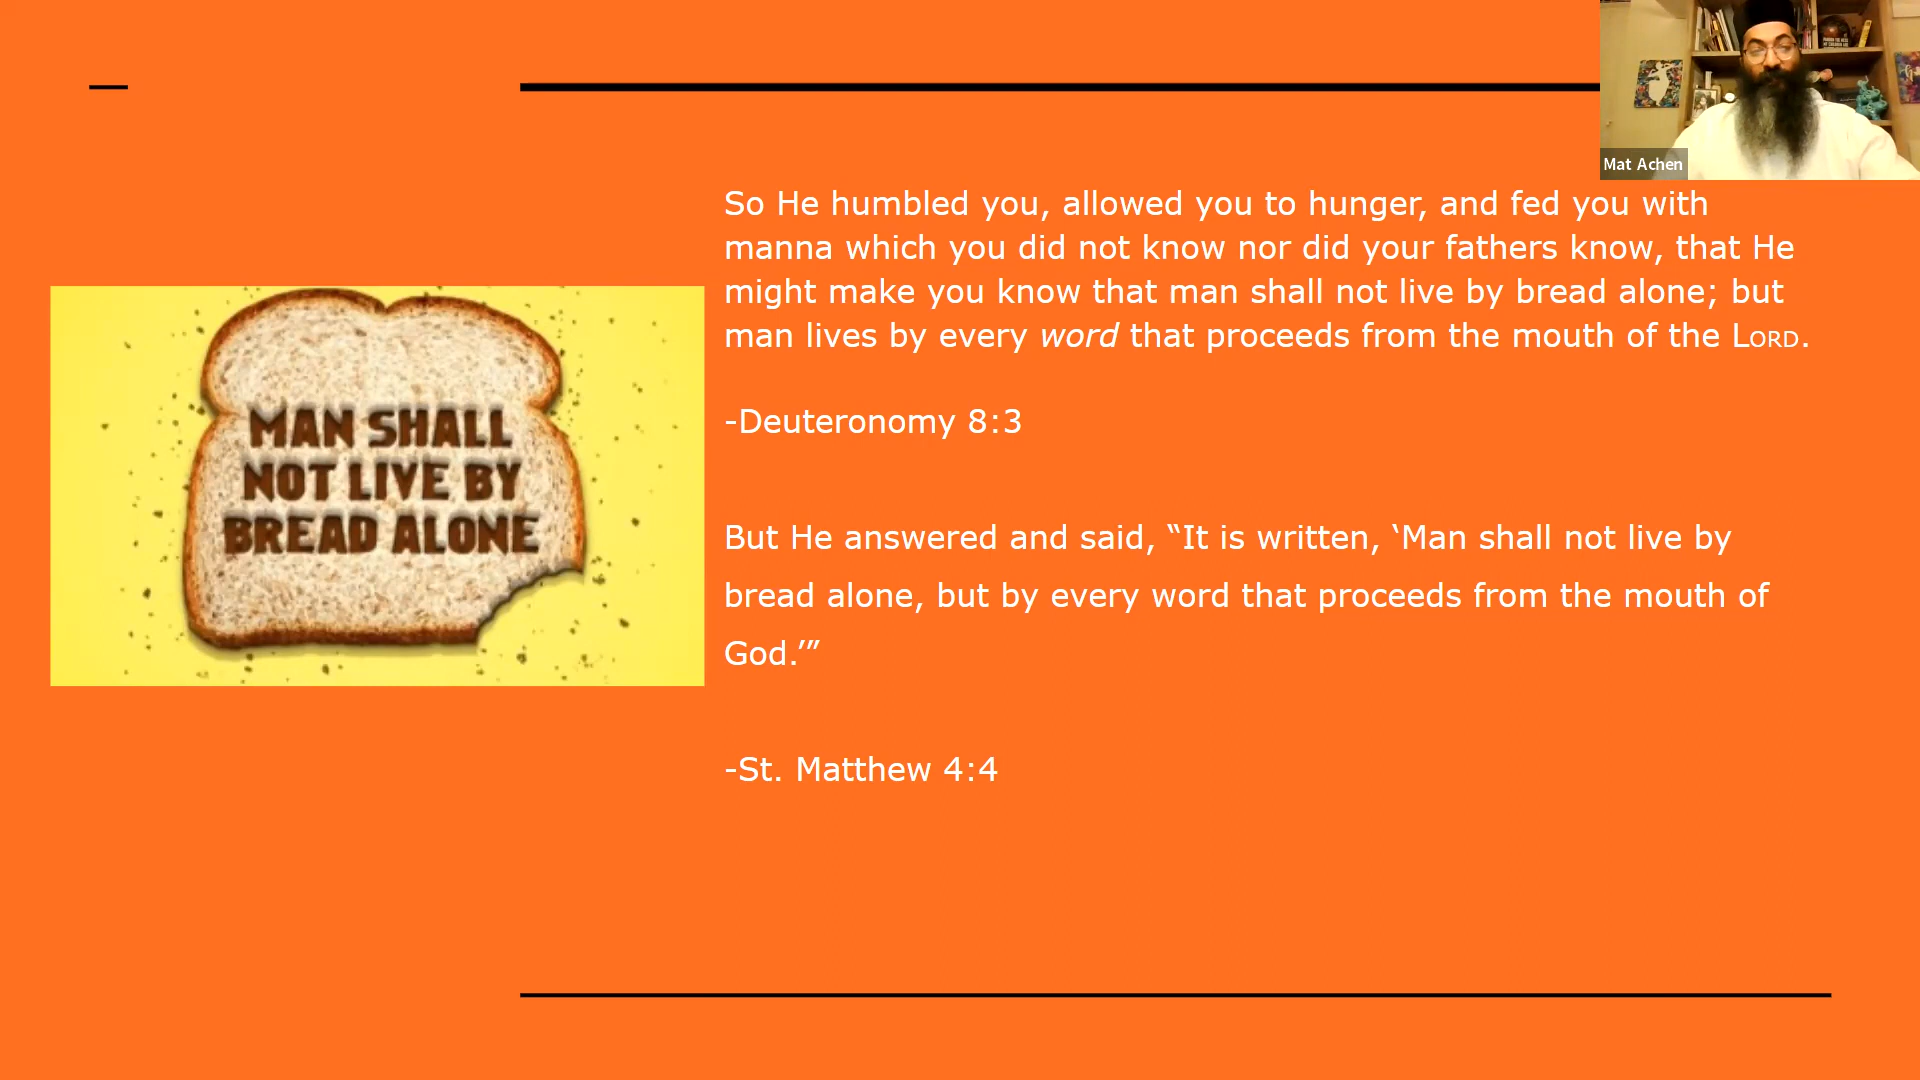 Mat Achen
So He humbled you, allowed you to hunger, and fed you with
manna which you did not know nor did your fathers know, that He
might make you know that man shall not live by bread alone; but
man lives by every word that proceeds from the mouth of the LORD.
-Deuteronomy 8:3
MAN SHALL
NOT LIVE BY
BREAD ALONE
But He answered and said, “It is written, ‘Man shall not live by
bread alone, but by every word that proceeds from the mouth of
God.’”
-St. Matthew 4:4